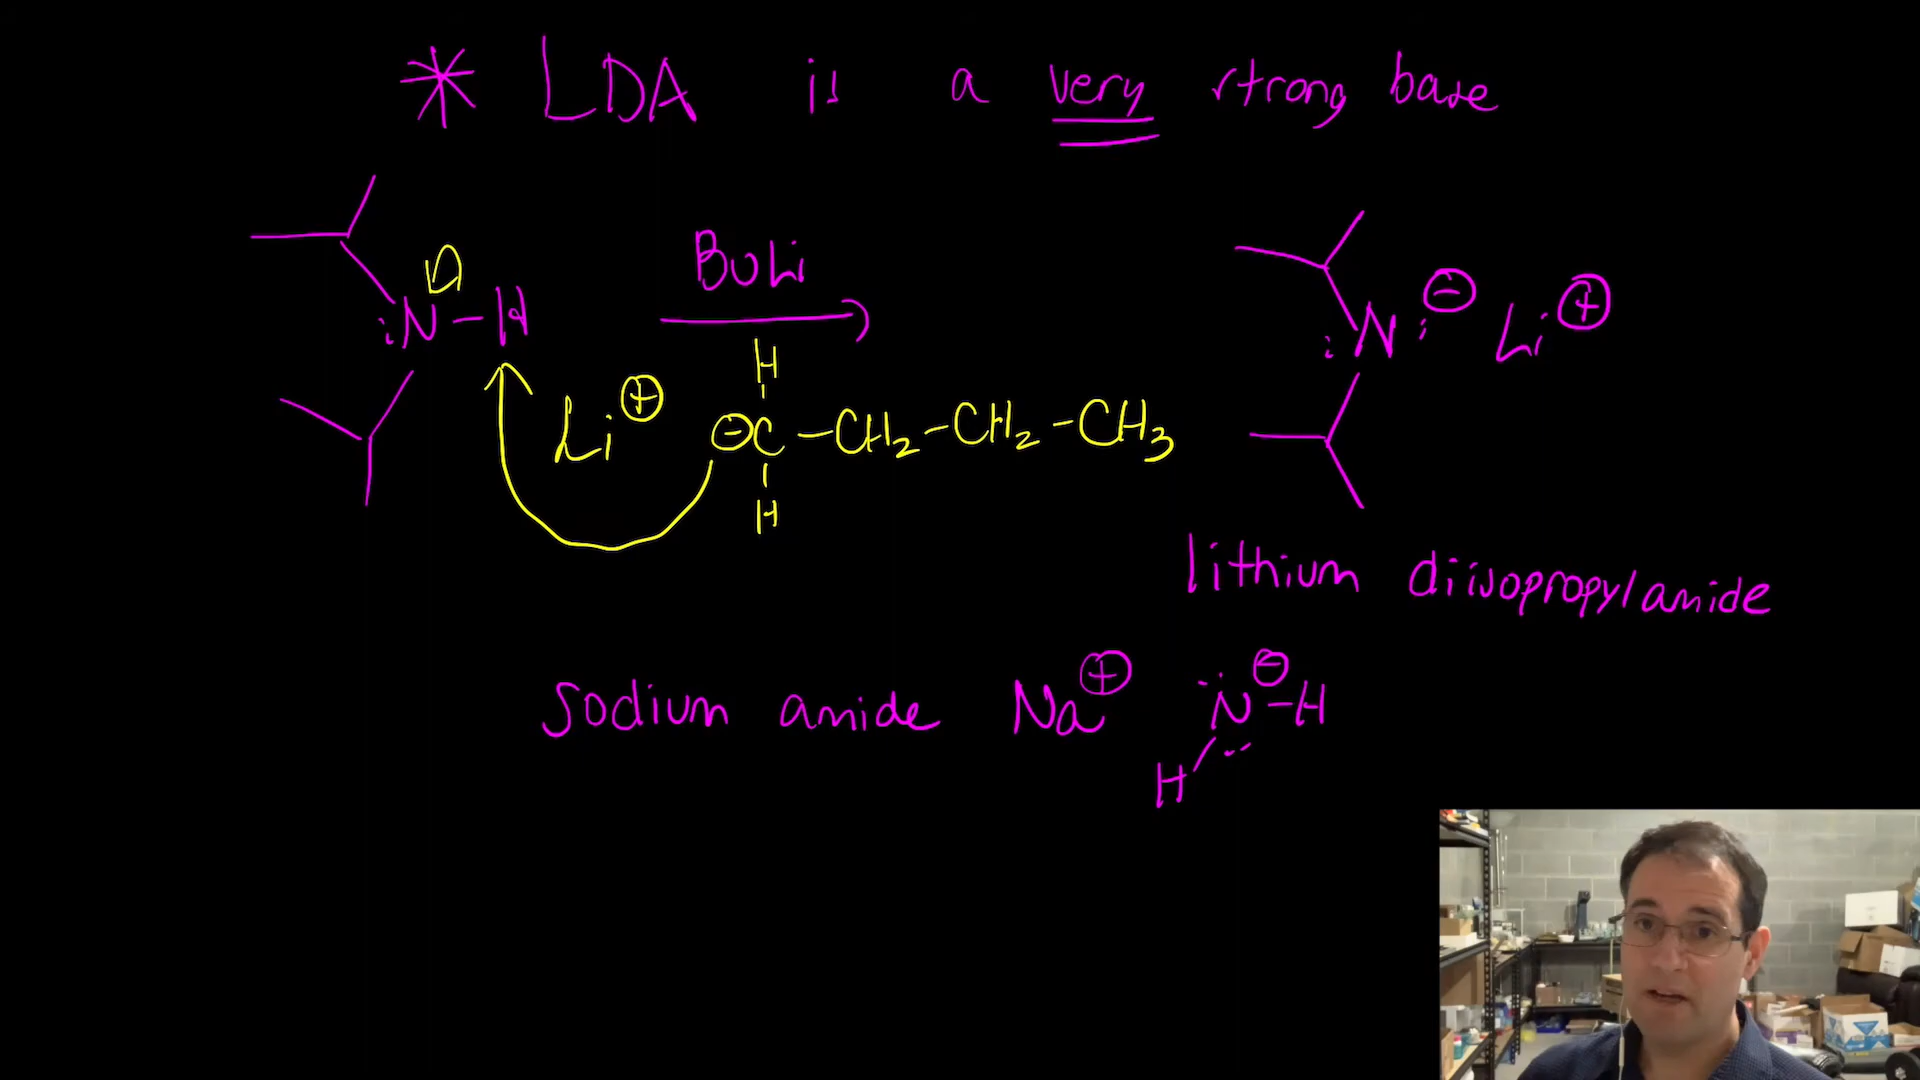 * LDA is a very strong base
BuLi
:N-H
N:⊖ Li⊕
H
Li⊕ ⊖C-CH₂-CH₂-CH₃
H
lithium diisopropylamide
sodium amide Na⊕ N⊖-H
H